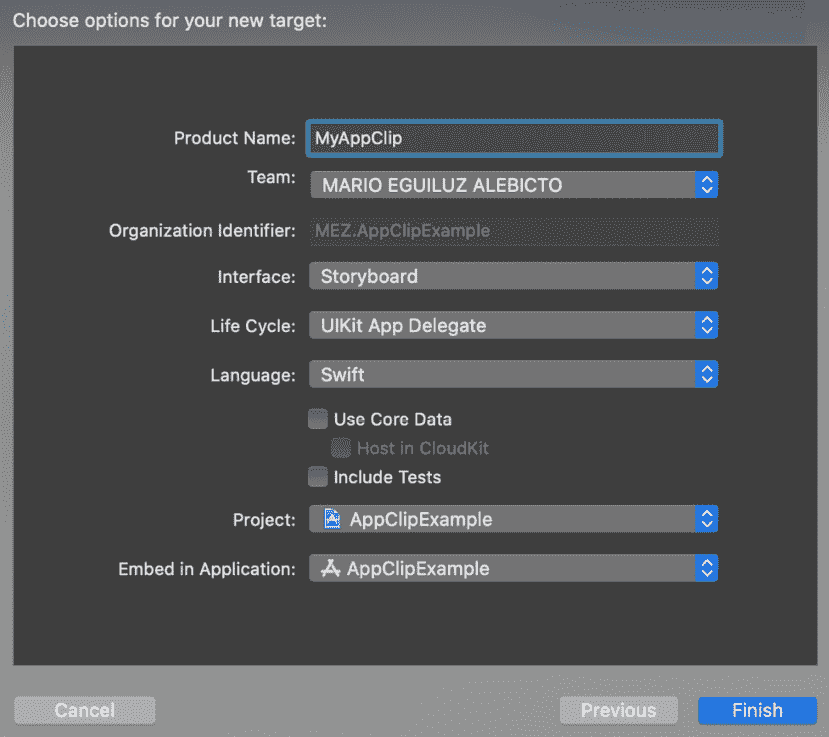 Choose options for your new target:
Product Name: MyAppClip
Team: MARIO EGUILUZ ALEBICTO
Organization Identifier: MEZ.AppClipExample
Interface: Storyboard
Life Cycle: UIKit App Delegate
Language: Swift
Use Core Data
Host in CloudKit
Include Tests
Project: AppClipExample
Embed in Application: AppClipExample
Cancel Previous Finish